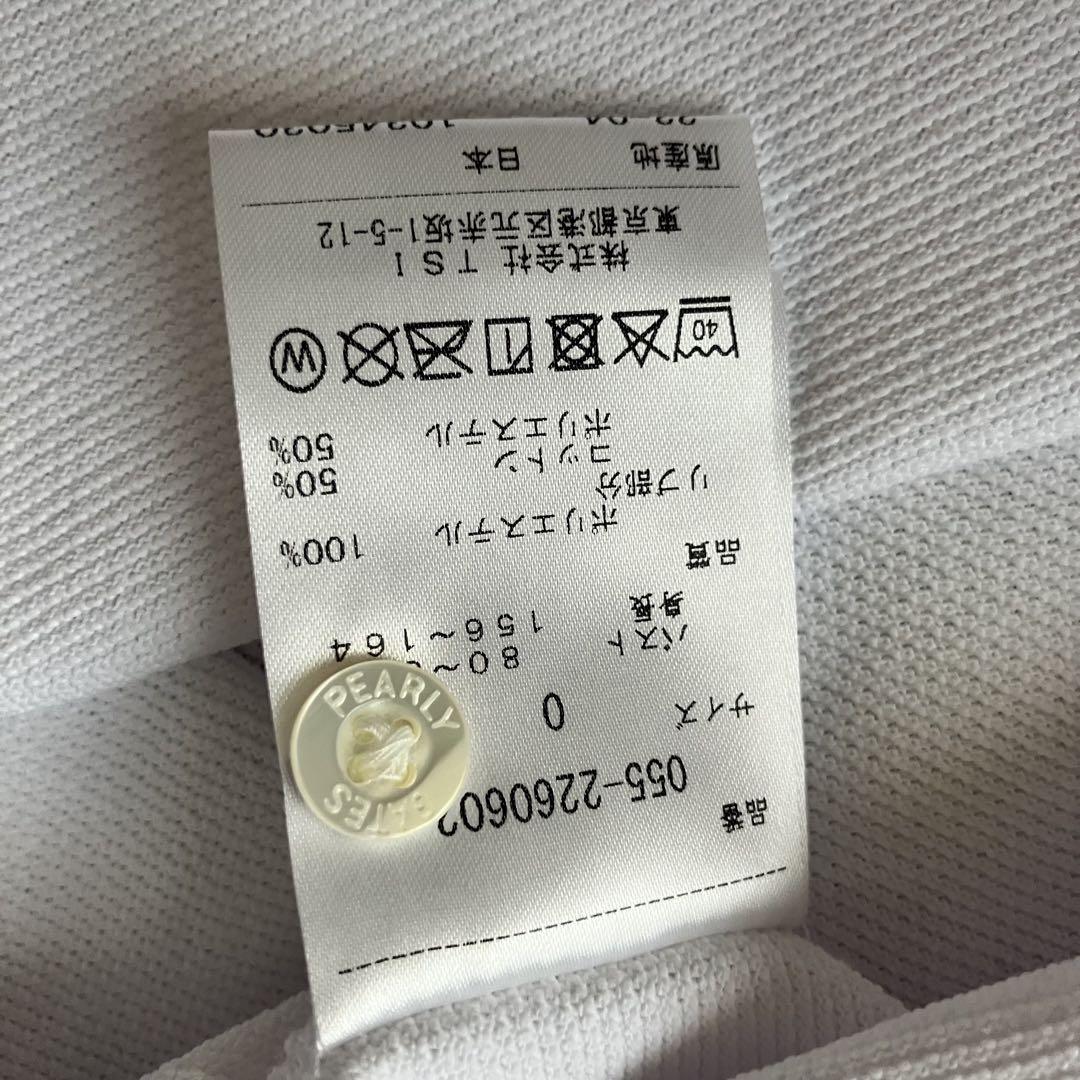 品番 055-226060
サイズ 0
バスト 80~
身長 156~164
品質
ポリエステル 100%
リブ部分
コットン 50%
ポリエステル 50%
40
W
株式会社 TSI
東京都港区元赤坂1-5-12
原産地 日本
PEARLY
GATES